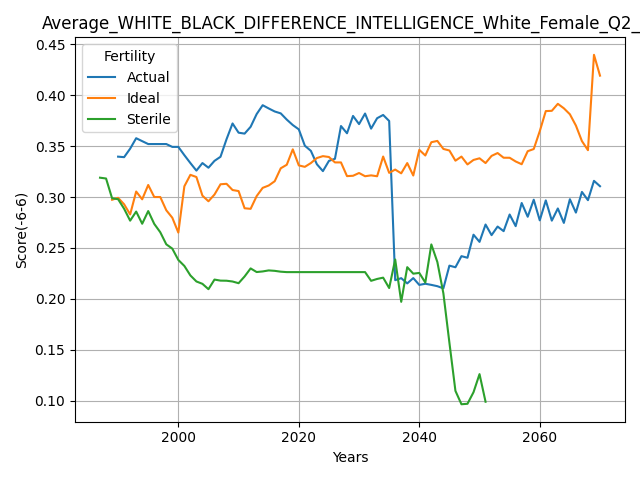 Average_WHITE_BLACK_DIFFERENCE_INTELLIGENCE_White_Female_Q2_
Fertility
Actual
Ideal
Sterile
Score(-6-6)
0.45
0.40
0.35
0.30
0.25
0.20
0.15
0.10
2000 2020 2040 2060
Years